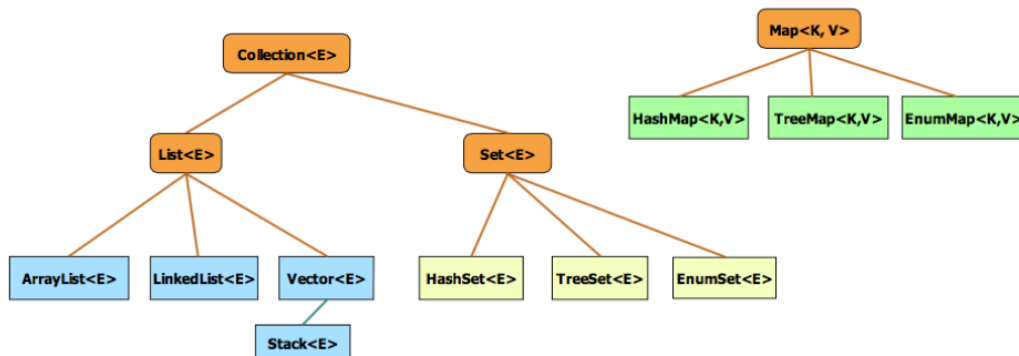 Map<K, V>
Collection<E>
HashMap<K,V>
TreeMap<K,V>
EnumMap<K,V>
List<E>
Set<E>
ArrayList<E>
LinkedList<E>
Vector<E>
HashSet<E>
TreeSet<E>
EnumSet<E>
Stack<E>